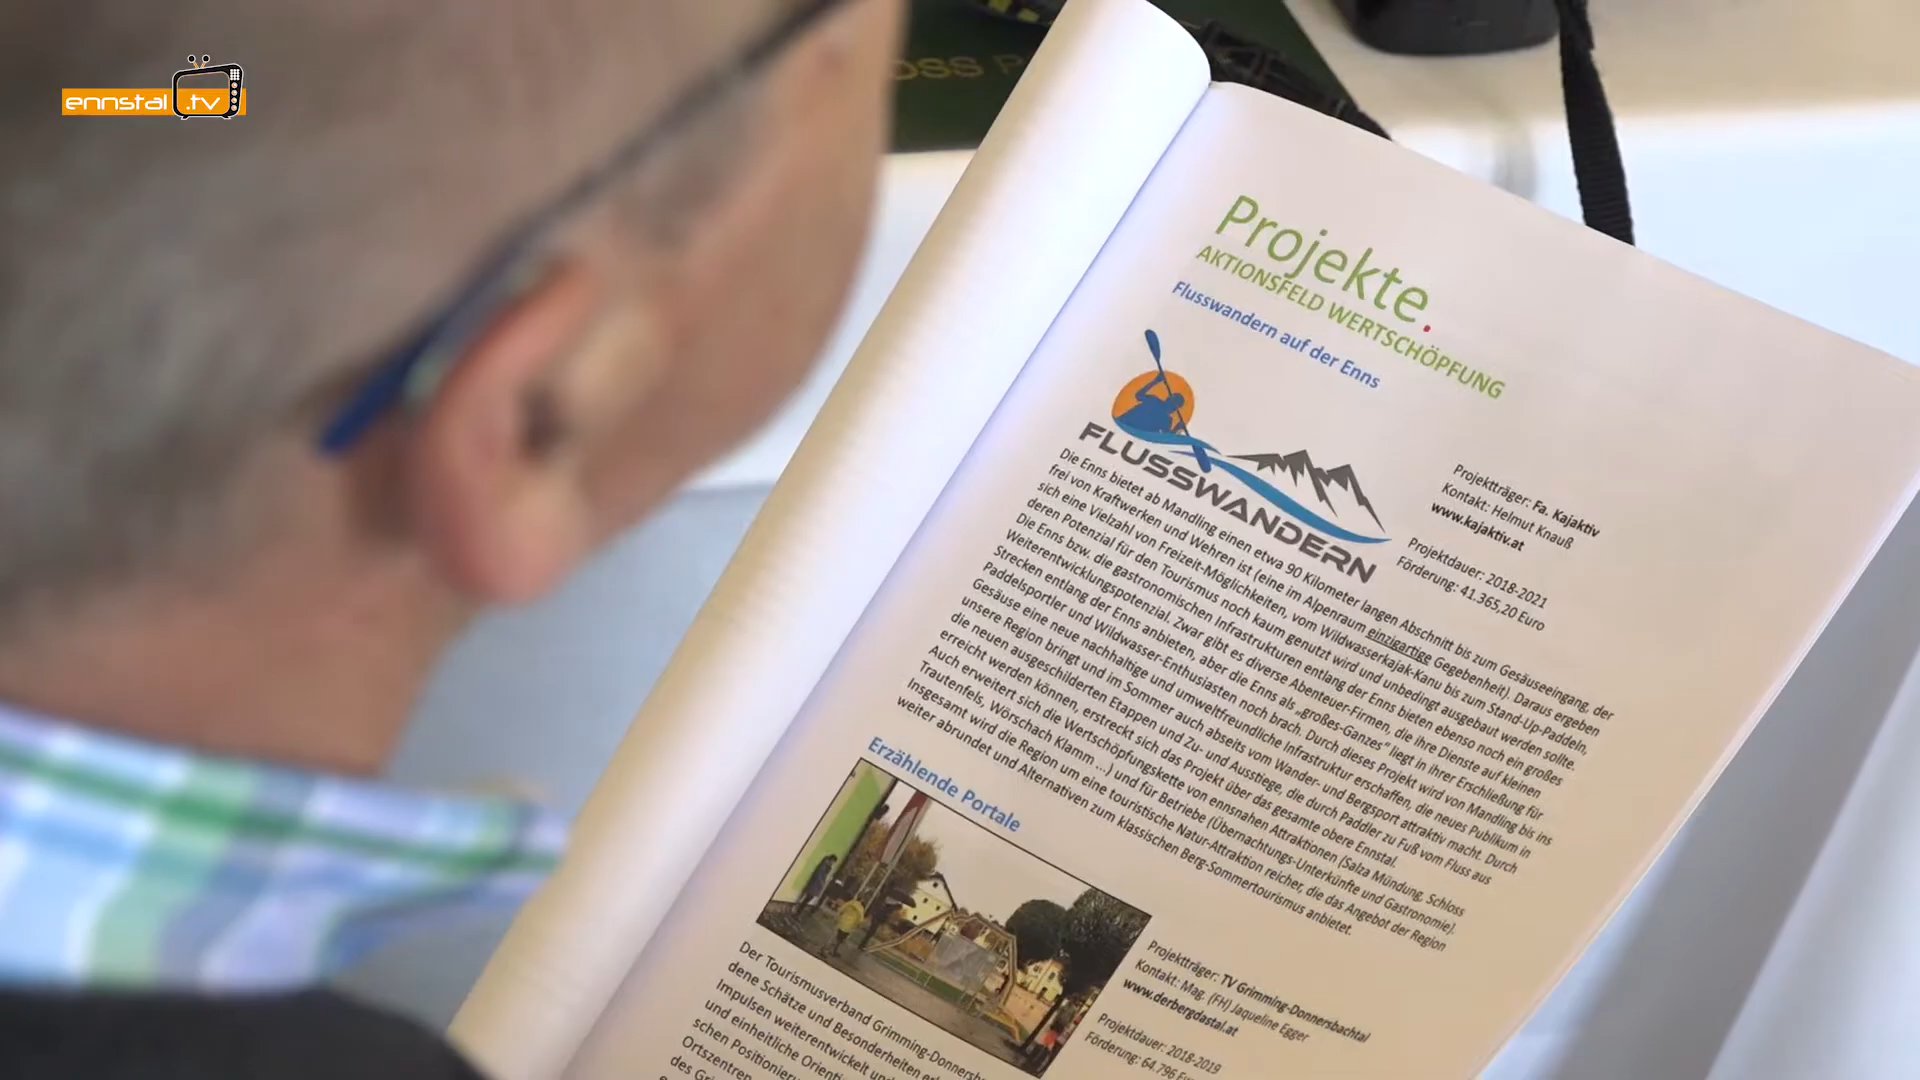 ennstal .tv
OSS
Projekte.
AKTIONSFELD WERTSCHÖPFUNG
Flusswandern auf der Enns
FLUSSWANDERN
Projektträger: Fa. Kajaktiv
Kontakt: Helmut Knauß
www.kajaktiv.at
Projektdauer: 2018-2021
Förderung: 41.365,20 Euro
Die Enns bietet ab Mandling einen etwa 90 Kilometer langen Abschnitt bis zum Gesäuseeingang, der
frei von Kraftwerken und Wehren ist (eine im Alpenraum einzigartige Gegebenheit). Daraus ergeben
sich eine Vielzahl von Freizeit-Möglichkeiten, vom Wildwasserkajak-Kanu bis zum Stand-Up-Paddeln,
deren Potenzial für den Tourismus noch kaum genutzt wird und unbedingt ausgebaut werden sollte.
Die Enns bzw. die gastronomischen Infrastrukturen entlang der Enns bieten ebenso noch ein großes
Weiterentwicklungspotenzial. Zwar gibt es diverse Abenteuer-Firmen, die ihre Dienste auf kleinen
Strecken entlang der Enns anbieten, aber die Enns als „großes-Ganzes“ liegt in ihrer Erschließung für
Paddelsportler und Wildwasser-Enthusiasten noch brach. Durch dieses Projekt wird von Mandling bis ins
Gesäuse eine neue nachhaltige und umweltfreundliche Infrastruktur erschaffen, die neues Publikum in
unsere Region bringt und im Sommer auch abseits vom Wander- und Bergsport attraktiv macht. Durch
die neuen ausgeschilderten Etappen und Zu- und Ausstiege, die durch Paddler zu Fuß vom Fluss aus
erreicht werden können, erstreckt sich das Projekt über das gesamte obere Ennstal.
Auch erweitert sich die Wertschöpfungskette von ennsnahen Attraktionen (Salza Mündung, Schloss
Trautenfels, Wörschach Klamm ...) und für Betriebe (Übernachtungs-Unterkünfte und Gastronomie).
Insgesamt wird die Region um eine touristische Natur-Attraktion reicher, die das Angebot der Region
weiter abrundet und Alternativen zum klassischen Berg-Sommertourismus anbietet.
Erzählende Portale
Projektträger: TV Grimming-Donnersbachtal
Kontakt: Mag. (FH) Jaqueline Egger
www.derbergdastal.at
Projektdauer: 2018-2019
Förderung: 64.796
Der Tourismusverband Grimming-Donnersb
dene Schätze und Besonderheiten
Impulsen weiterentwickelt
und einheitliche
schen
Ortszentren
des